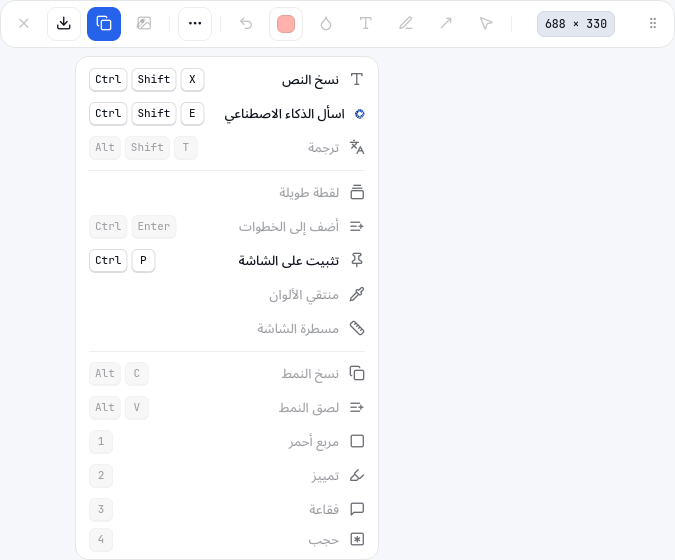 688 × 330
نسخ النص Ctrl Shift X
اسأل الذكاء الاصطناعي Ctrl Shift E
ترجمة Alt Shift T
لقطة طويلة
أضف إلى الخطوات Ctrl Enter
تثبيت على الشاشة Ctrl P
منتقي الألوان
مسطرة الشاشة
نسخ النمط Alt C
لصق النمط Alt V
مربع أحمر 1
تمييز 2
فقاعة 3
حجب 4